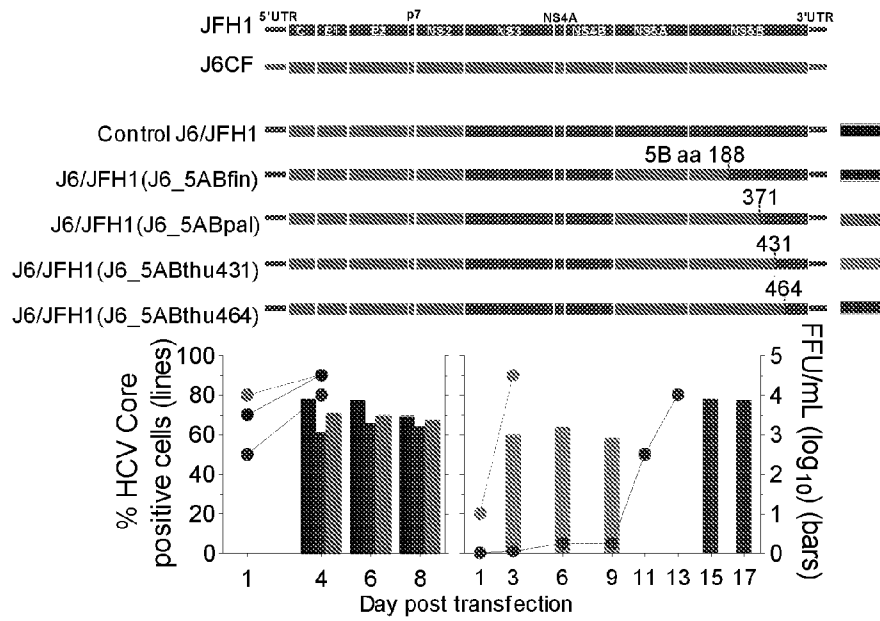 5'UTR p7 NS4A 3'UTR
JFH1 C E1 E2 NS2 NS3 NS4B NS5A NS5B
J6CF
Control J6/JFH1
5B aa 188
J6/JFH1(J6_5ABfin)
371
J6/JFH1(J6_5ABpal)
431
J6/JFH1(J6_5ABthu431)
464
J6/JFH1(J6_5ABthu464)
% HCV Core
positive cells (lines)
100
80
60
40
20
0
1 4 6 8
1 3 6 9 11 13 15 17
5
4
3
2
1
0
FFU/mL (log10) (bars)
Day post transfection